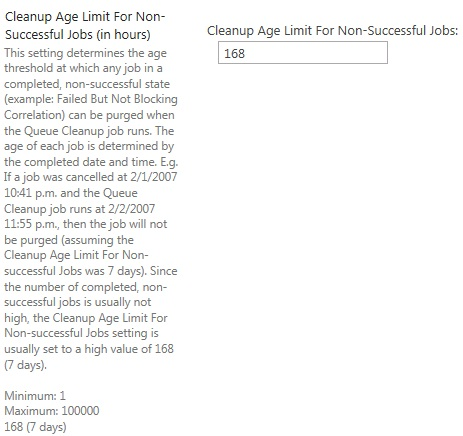 Cleanup Age Limit For Non-
Successful Jobs (in hours)
This setting determines the age
threshold at which any job in a
completed, non-successful state
(example: Failed But Not Blocking
Correlation) can be purged when
the Queue Cleanup job runs. The
age of each job is determined by
the completed date and time. E.g.
If a job was cancelled at 2/1/2007
10:41 p.m. and the Queue
Cleanup job runs at 2/2/2007
11:55 p.m., then the job will not
be purged (assuming the
Cleanup Age Limit For Non-
successful Jobs was 7 days). Since
the number of completed, non-
successful jobs is usually not
high, the Cleanup Age Limit For
Non-successful Jobs setting is
usually set to a high value of 168
(7 days).
Minimum: 1
Maximum: 100000
168 (7 days)
Cleanup Age Limit For Non-Successful Jobs:
168